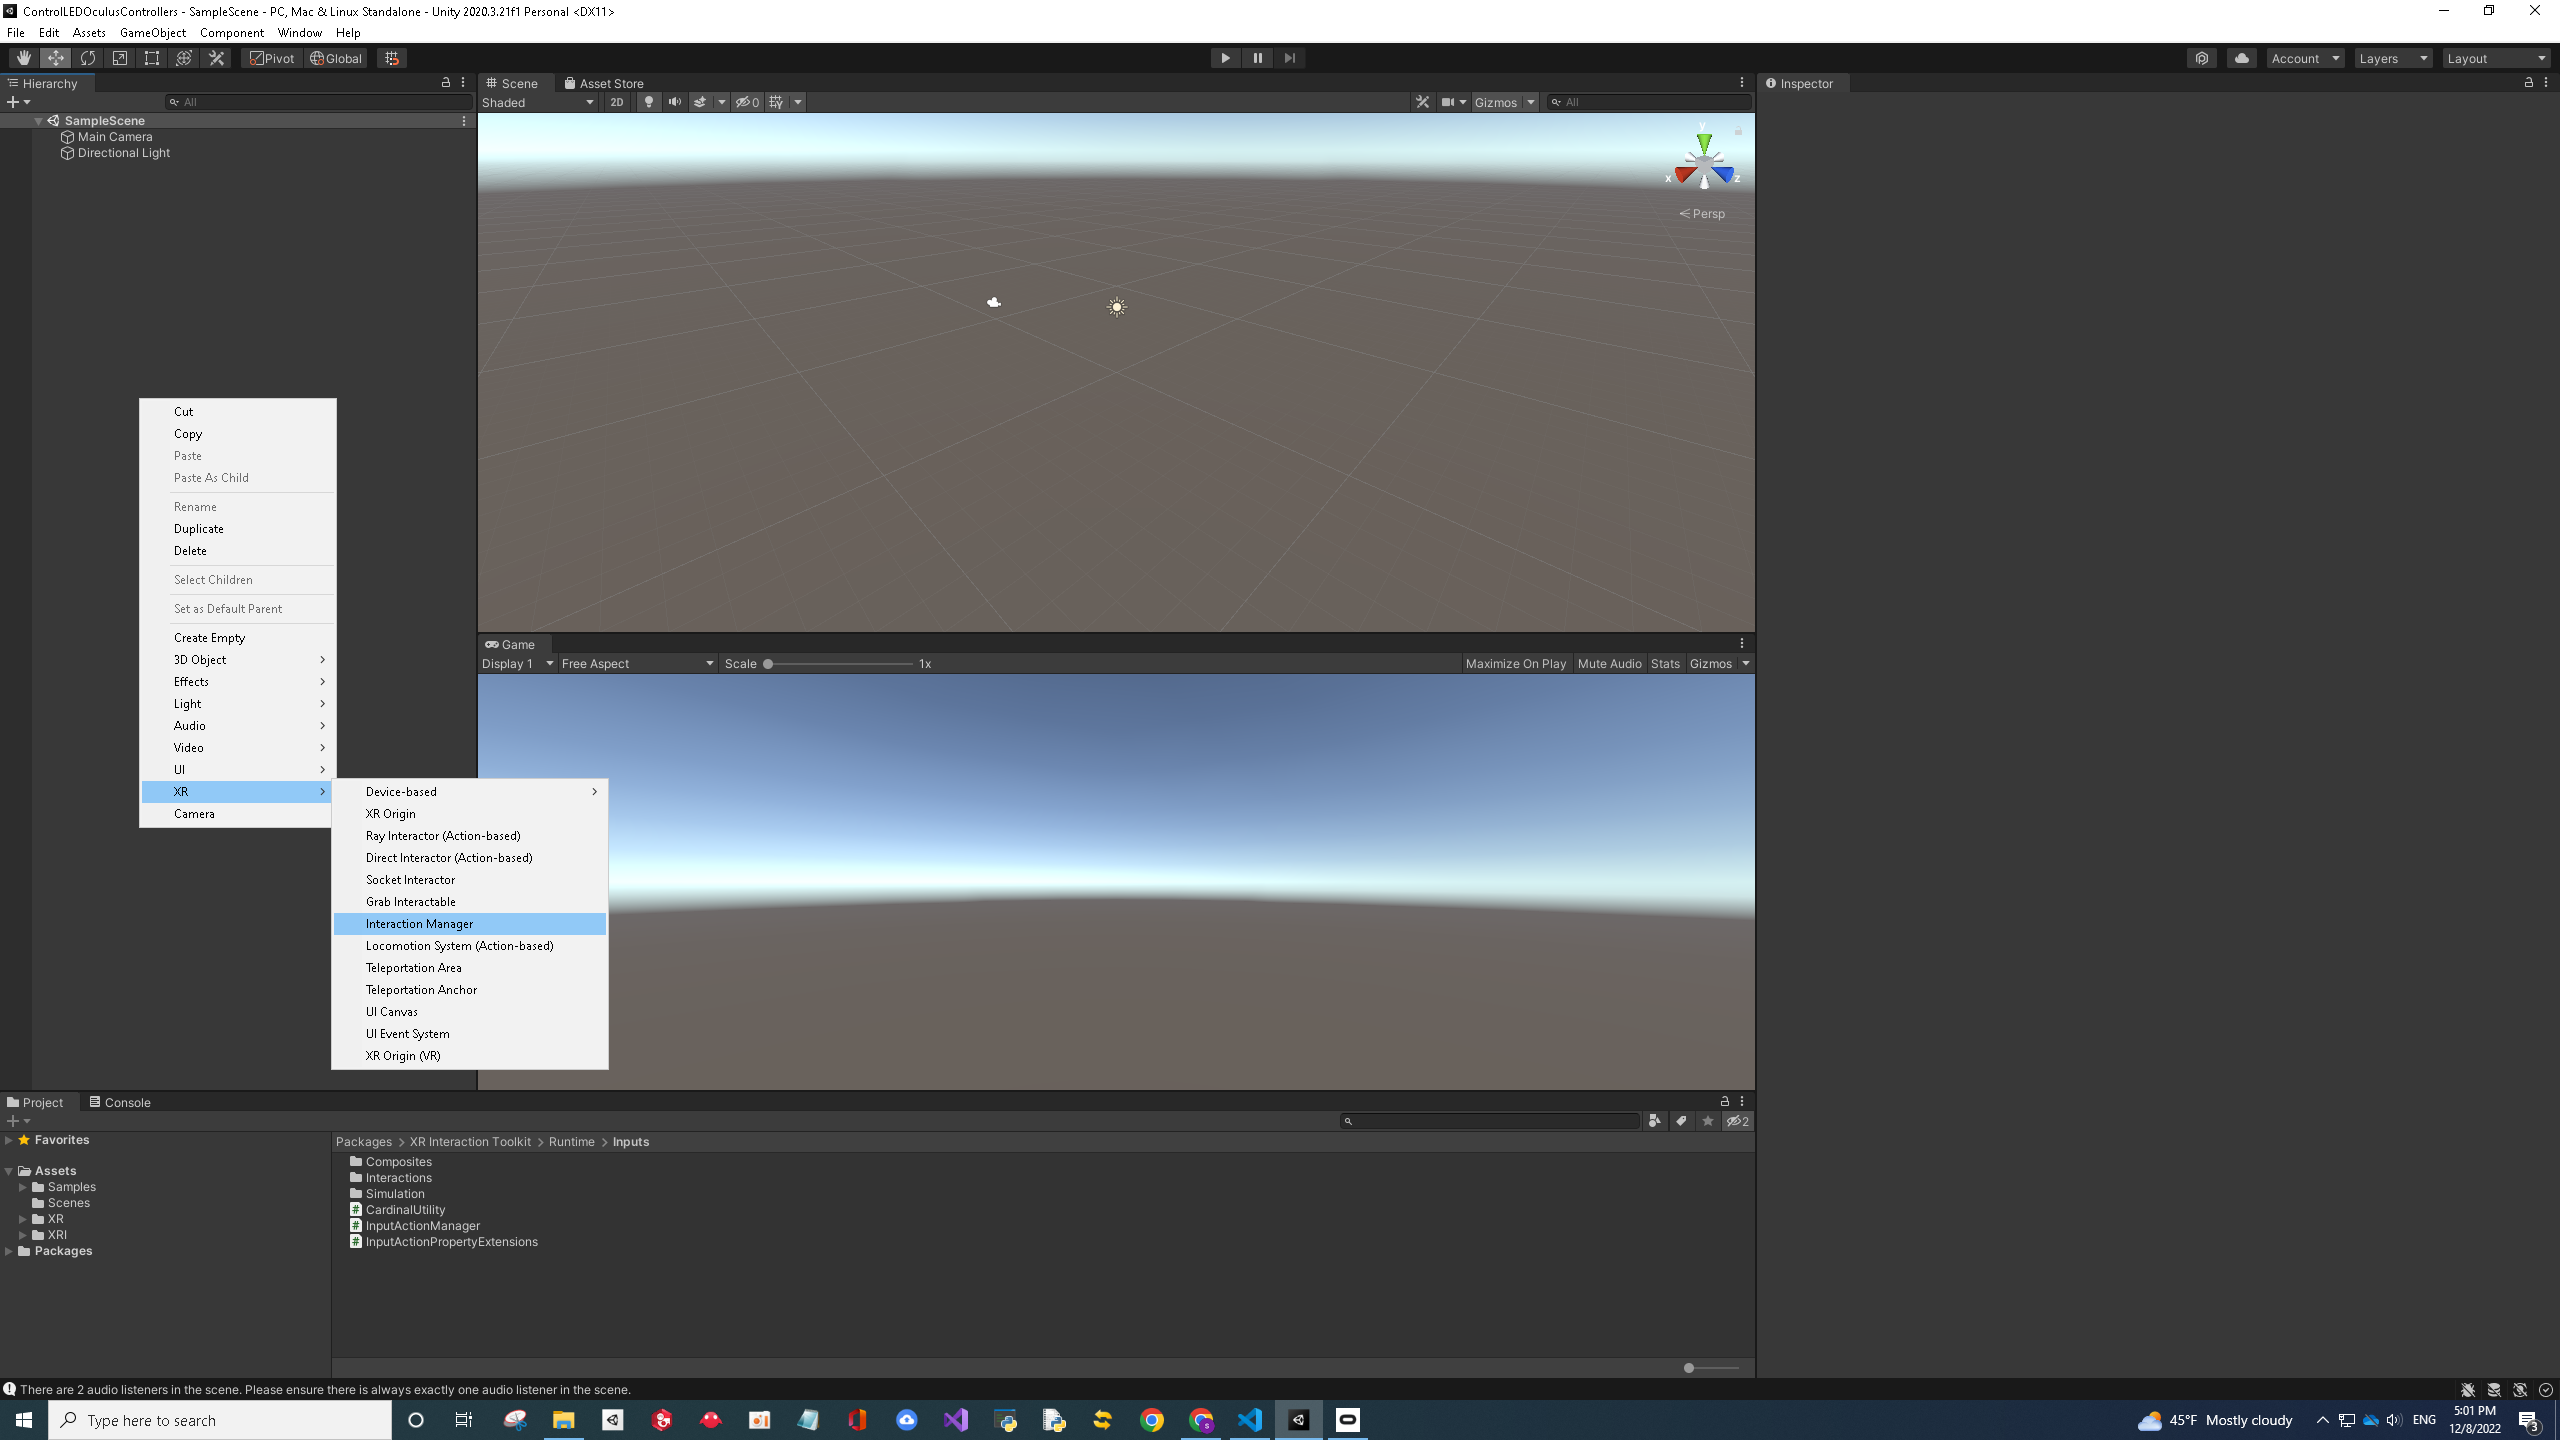 ControlLEDOculusControllers - SampleScene - PC, Mac & Linux Standalone - Unity 2020.3.21f1 Personal <DX11>
File Edit Assets GameObject Component Window Help
Pivot Global Account Layers Layout
Hierarchy
All
SampleScene
Main Camera
Directional Light
Scene Asset Store
Shaded 2D 0 Gizmos All
y
x z
Persp
Inspector
Cut
Copy
Paste
Paste As Child
Rename
Duplicate
Delete
Select Children
Set as Default Parent
Create Empty
3D Object
Effects
Light
Audio
Video
UI
XR
Camera
Device-based
XR Origin
Ray Interactor (Action-based)
Direct Interactor (Action-based)
Socket Interactor
Grab Interactable
Interaction Manager
Locomotion System (Action-based)
Teleportation Area
Teleportation Anchor
UI Canvas
UI Event System
XR Origin (VR)
Game
Display 1 Free Aspect Scale 1x Maximize On Play Mute Audio Stats Gizmos
Project Console
2
Favorites
Assets
Samples
Scenes
XR
XRI
Packages
Packages > XR Interaction Toolkit > Runtime > Inputs
Composites
Interactions
Simulation
CardinalUtility
InputActionManager
InputActionPropertyExtensions
There are 2 audio listeners in the scene. Please ensure there is always exactly one audio listener in the scene.
Type here to search
45°F Mostly cloudy
ENG
5:01 PM
12/8/2022
3